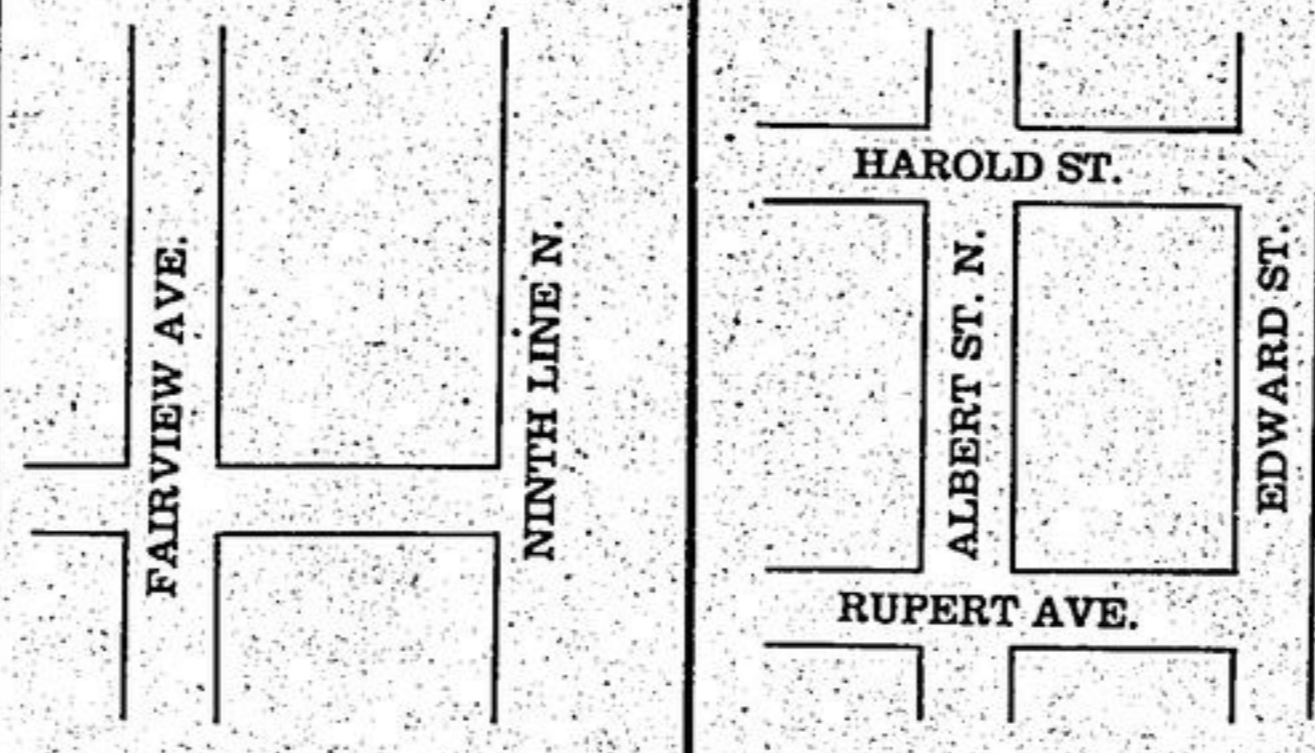 FAIRVIEW AVE.
NINTH LINE N.
HAROLD ST.
ALBERT ST. N.
EDWARD ST.
RUPERT AVE.